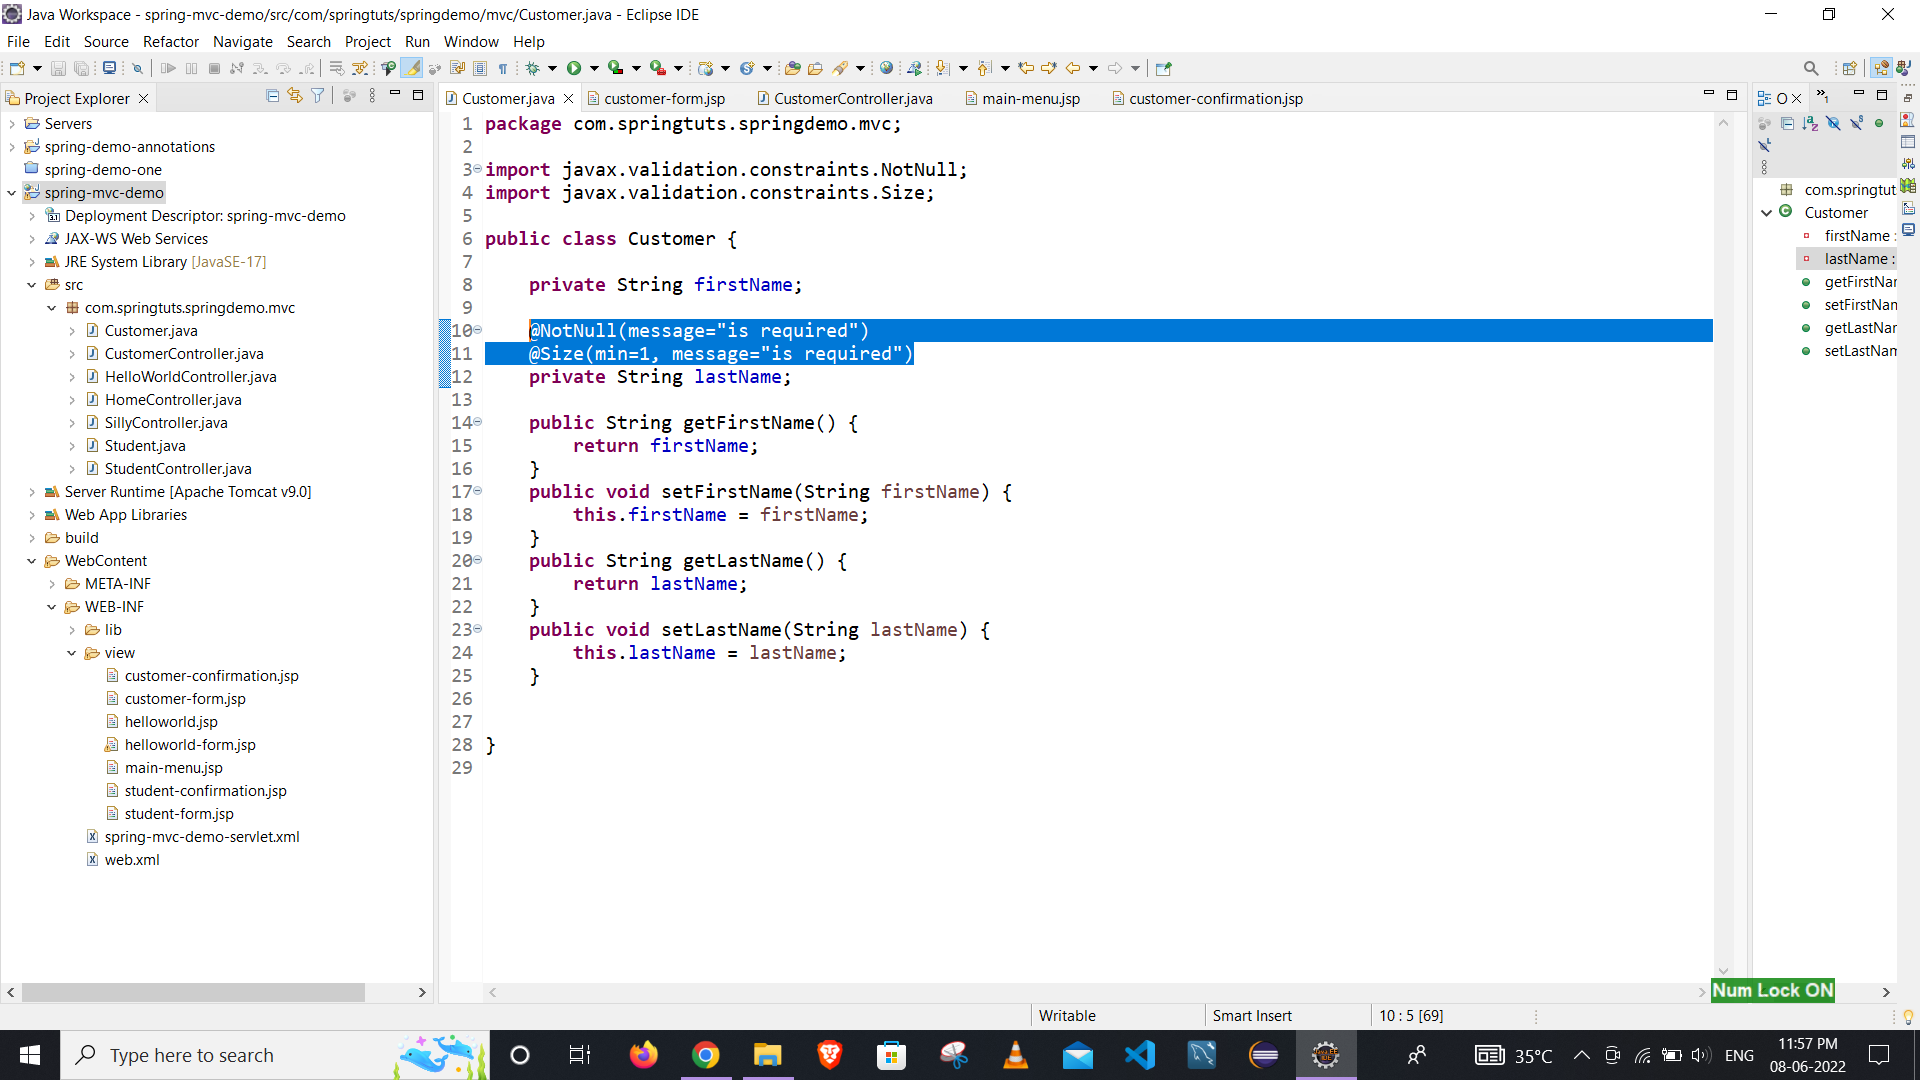 Java Workspace - spring-mvc-demo/src/com/springtuts/springdemo/mvc/Customer.java - Eclipse IDE
File Edit Source Refactor Navigate Search Project Run Window Help
Project Explorer
Servers
spring-demo-annotations
spring-demo-one
spring-mvc-demo
Deployment Descriptor: spring-mvc-demo
JAX-WS Web Services
JRE System Library [JavaSE-17]
src
com.springtuts.springdemo.mvc
Customer.java
CustomerController.java
HelloWorldController.java
HomeController.java
SillyController.java
Student.java
StudentController.java
Server Runtime [Apache Tomcat v9.0]
Web App Libraries
build
WebContent
META-INF
WEB-INF
lib
view
customer-confirmation.jsp
customer-form.jsp
helloworld.jsp
helloworld-form.jsp
main-menu.jsp
student-confirmation.jsp
student-form.jsp
spring-mvc-demo-servlet.xml
web.xml
Customer.java customer-form.jsp CustomerController.java main-menu.jsp customer-confirmation.jsp
1 package com.springtuts.springdemo.mvc;
2
3 import javax.validation.constraints.NotNull;
4 import javax.validation.constraints.Size;
5
6 public class Customer {
7
8 private String firstName;
9
10 @NotNull(message="is required")
11 @Size(min=1, message="is required")
12 private String lastName;
13
14 public String getFirstName() {
15 return firstName;
16 }
17 public void setFirstName(String firstName) {
18 this.firstName = firstName;
19 }
20 public String getLastName() {
21 return lastName;
22 }
23 public void setLastName(String lastName) {
24 this.lastName = lastName;
25 }
26
27
28 }
29
O
1
com.springtut
Customer
firstName :
lastName :
getFirstNar
setFirstNan
getLastNar
setLastNam
Num Lock ON
Writable Smart Insert 10 : 5 [69]
Type here to search
35°C ENG 11:57 PM
08-06-2022